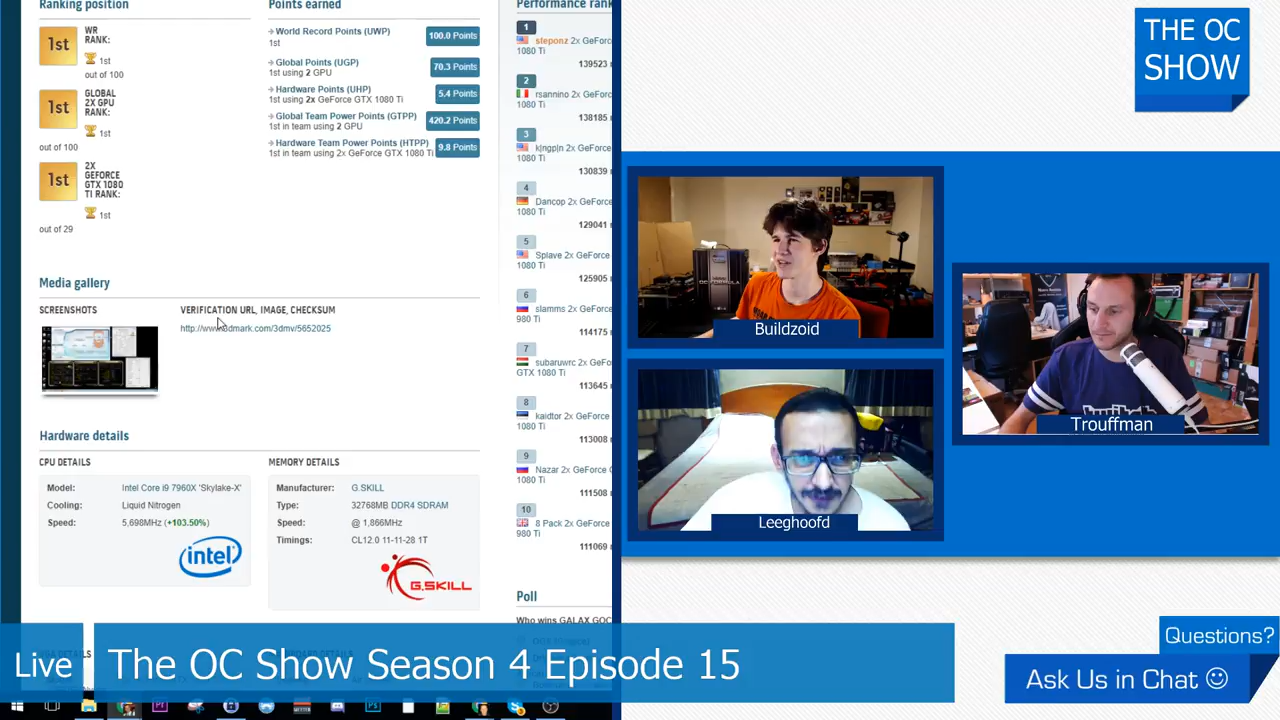 Ranking position
1st
WR
RANK:
1st
out of 100
1st
GLOBAL
2X GPU
RANK:
1st
out of 100
1st
2X
GEFORCE
GTX 1080
TI RANK:
1st
out of 29
Points earned
World Record Points (UWP)
1st
100.0 Points
Global Points (UGP)
1st using 2 GPU
70.3 Points
Hardware Points (UHP)
1st using 2x GeForce GTX 1080 Ti
5.4 Points
Global Team Power Points (GTPP)
1st in team using 2 GPU
420.2 Points
Hardware Team Power Points (HTPP)
1st in team using 2x GeForce GTX 1080 Ti
9.8 Points
Media gallery
SCREENSHOTS
VERIFICATION URL, IMAGE, CHECKSUM
Hardware details
CPU DETAILS
Model: Intel Core i9 7960X 'Skylake-X'
Cooling: Liquid Nitrogen
Speed: 5,698MHz (+103.50%)
intel
MEMORY DETAILS
Manufacturer: G.SKILL
Type: 32768MB DDR4 SDRAM
Speed: @ 1,866MHz
Timings: CL12.0 11-11-28 1T
G.SKILL
Performance rank
1
steponz 2x GeForce
1080 Ti
139523
2
rsannino 2x GeForce
1080 Ti
138185
3
k|ngp|n 2x GeForce
1080 Ti
130839
4
Dancop 2x GeForce
1080 Ti
129041
5
Splave 2x GeForce
1080 Ti
125905
6
slamms 2x GeForce
980 Ti
114175
7
subaruwrc 2x GeFo
GTX 1080 Ti
113645
8
kaidtor 2x GeForce
1080 Ti
113008
9
Nazar 2x GeForce
1080 Ti
111508
10
8 Pack 2x GeForce
980 Ti
111069
Poll
Who wins GALAX GOC
THE OC
SHOW
Buildzoid
Leeghoofd
Trouffman
Live
The OC Show Season 4 Episode 15
Questions?
Ask Us in Chat ☺